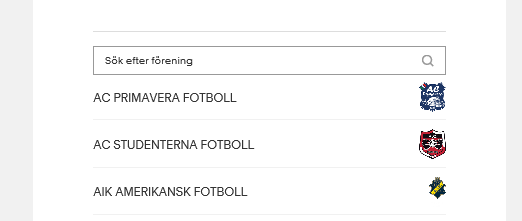 Sök efter förening
AC PRIMAVERA FOTBOLL
AC STUDENTERNA FOTBOLL
AIK AMERIKANSK FOTBOLL